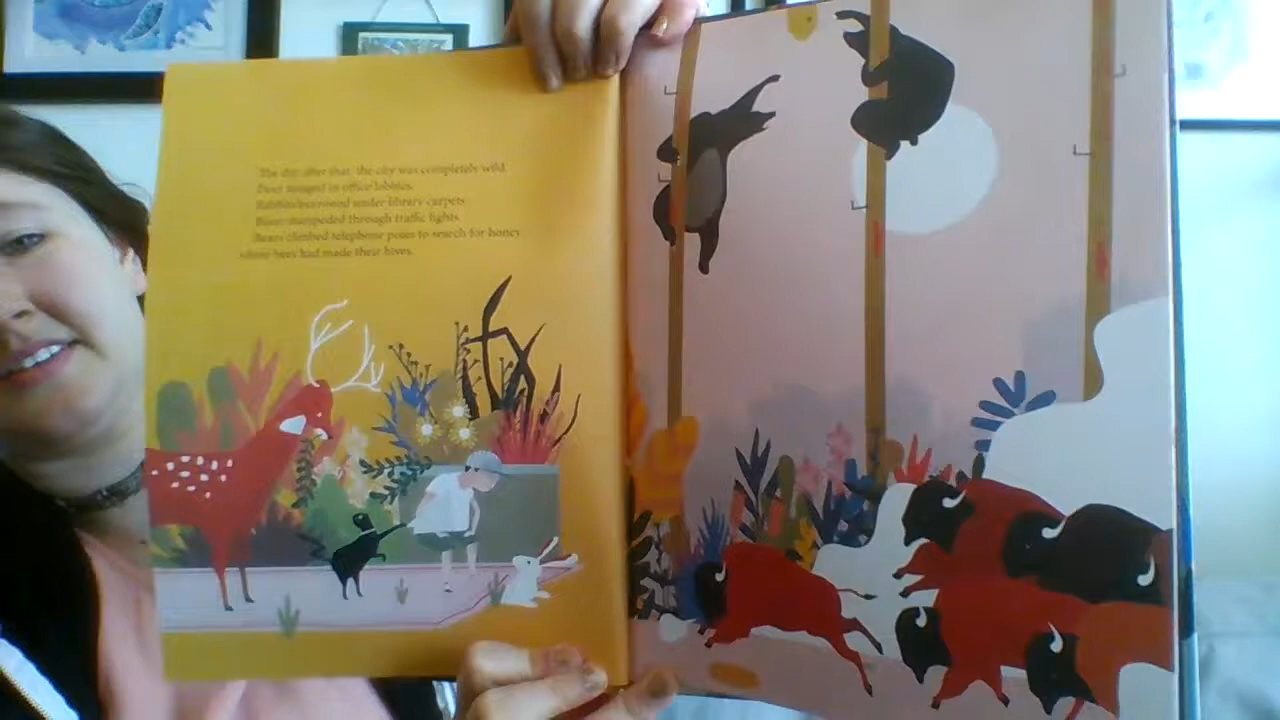 The day after that, the city was completely wild.
Deer lounged in office lobbies.
Rabbits burrowed under library carpets.
Bison stampeded through traffic lights.
Bears climbed telephone poles to search for honey
where bees had made their hives.